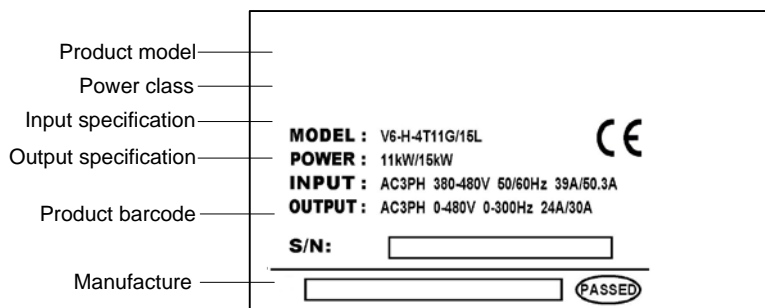 Product model
Power class
Input specification
Output specification
Product barcode
Manufacture
CE
MODEL : V6-H-4T11G/15L
POWER : 11kW/15kW
INPUT : AC3PH 380-480V 50/60Hz 39A/50.3A
OUTPUT : AC3PH 0-480V 0-300Hz 24A/30A
S/N:
PASSED